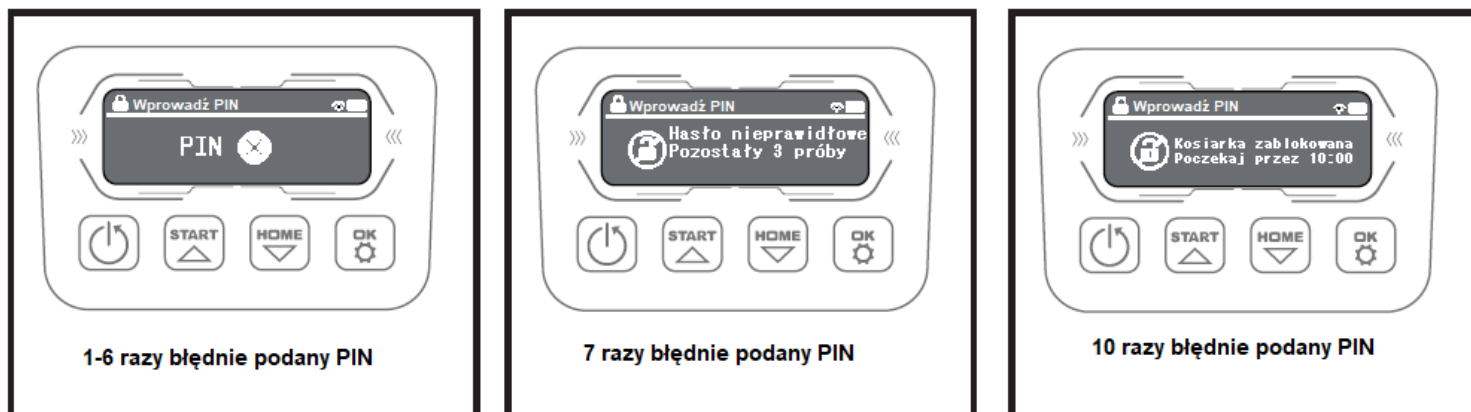 Wprowadź PIN
PIN
START
HOME
OK
1-6 razy błędnie podany PIN
Wprowadź PIN
Hasło nieprawidłowe
Pozostały 3 próby
START
HOME
OK
7 razy błędnie podany PIN
Wprowadź PIN
Kosiarka zablokowana
Poczekaj przez 10:00
START
HOME
OK
10 razy błędnie podany PIN